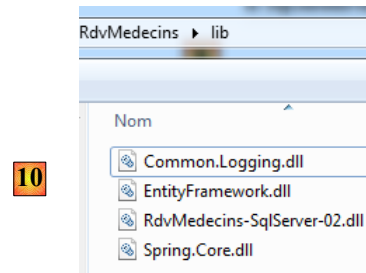 RdvMedecins ▸ lib
Nom
10
Common.Logging.dll
EntityFramework.dll
RdvMedecins-SqlServer-02.dll
Spring.Core.dll